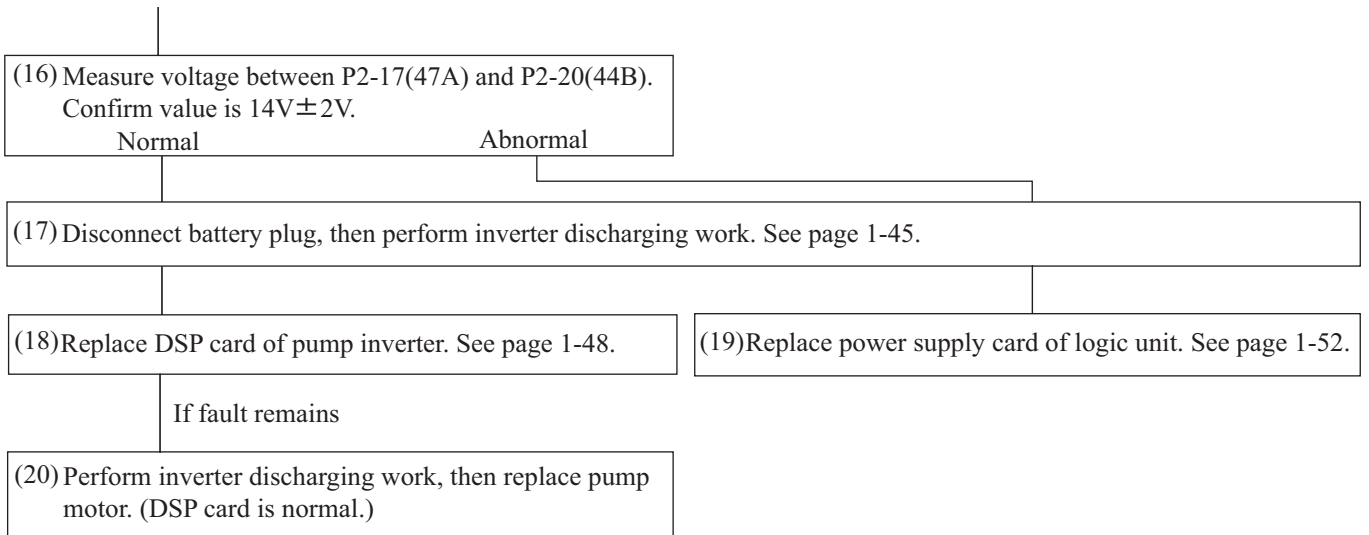 (16) Measure voltage between P2-17(47A) and P2-20(44B).
Confirm value is 14V±2V.
Normal Abnormal
(17) Disconnect battery plug, then perform inverter discharging work. See page 1-45.
(18) Replace DSP card of pump inverter. See page 1-48.
(19) Replace power supply card of logic unit. See page 1-52.
If fault remains
(20) Perform inverter discharging work, then replace pump
motor. (DSP card is normal.)